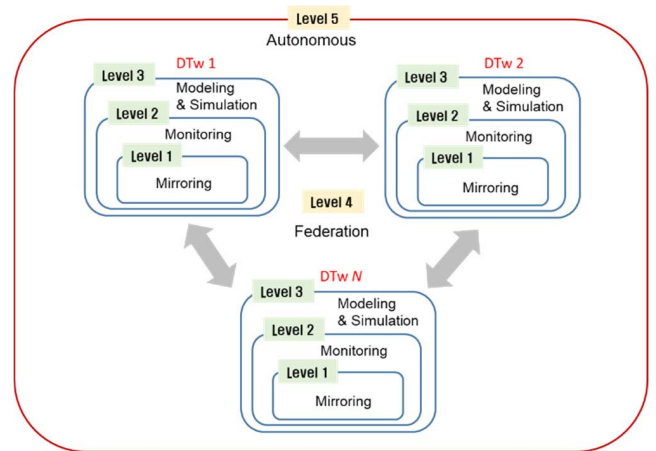 Level 5
Autonomous
DTw 1
Level 3
Modeling
& Simulation
Level 2
Monitoring
Level 1
Mirroring
DTw 2
Level 3
Modeling
& Simulation
Level 2
Monitoring
Level 1
Mirroring
Level 4
Federation
DTw N
Level 3
Modeling
& Simulation
Level 2
Monitoring
Level 1
Mirroring